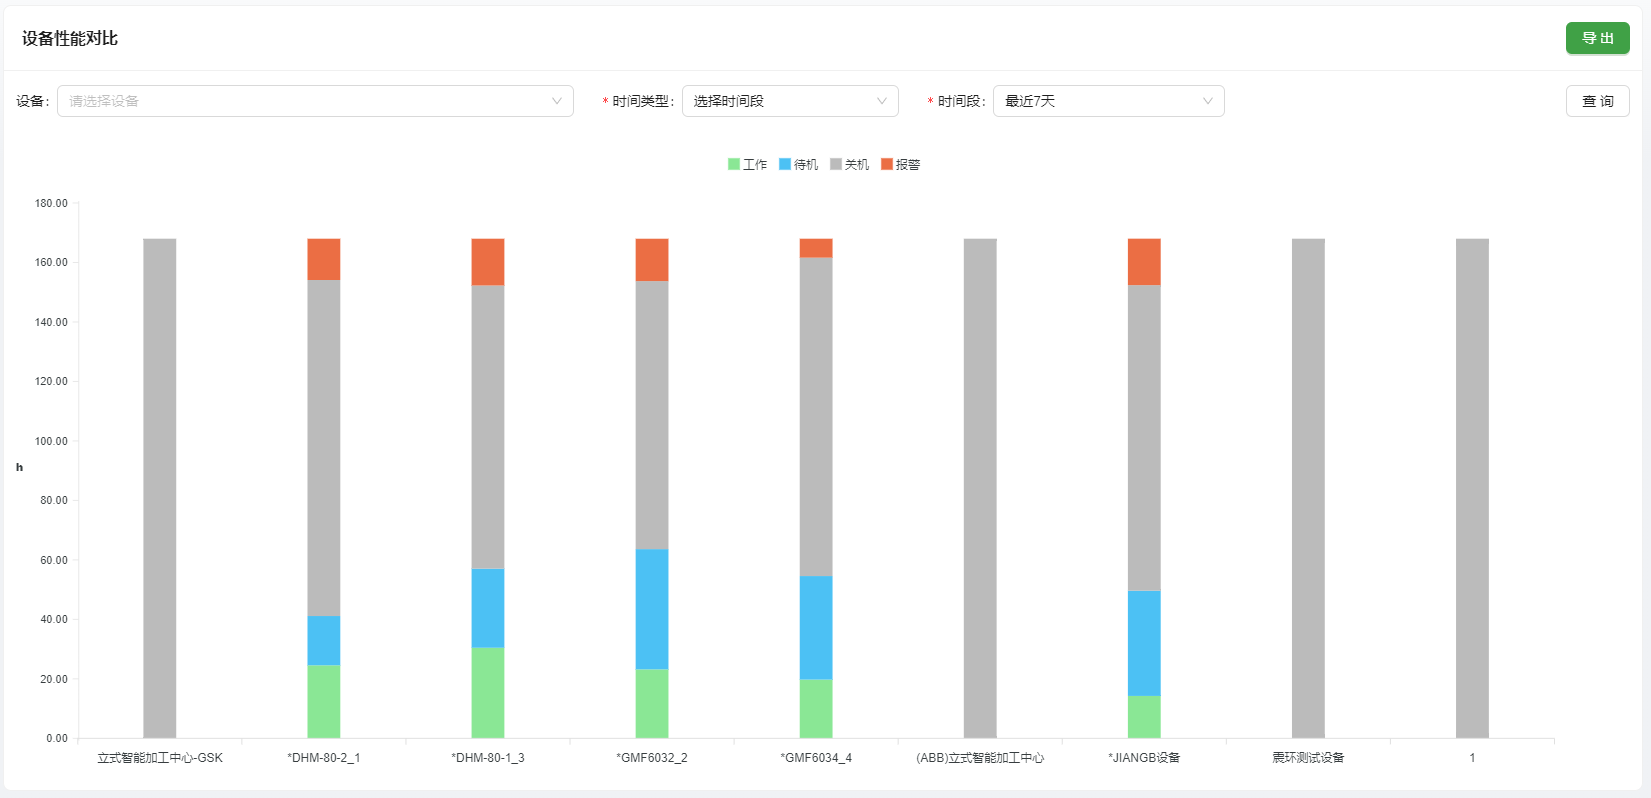 设备性能对比
导 出
设备: 请选择设备 * 时间类型: 选择时间段 * 时间段: 最近7天 查 询
工作 待机 关机 报警
180.00
160.00
140.00
120.00
100.00
h
80.00
60.00
40.00
20.00
0.00
立式智能加工中心-GSK *DHM-80-2_1 *DHM-80-1_3 *GMF6032_2 *GMF6034_4 (ABB)立式智能加工中心 *JIANGB设备 震环测试设备 1